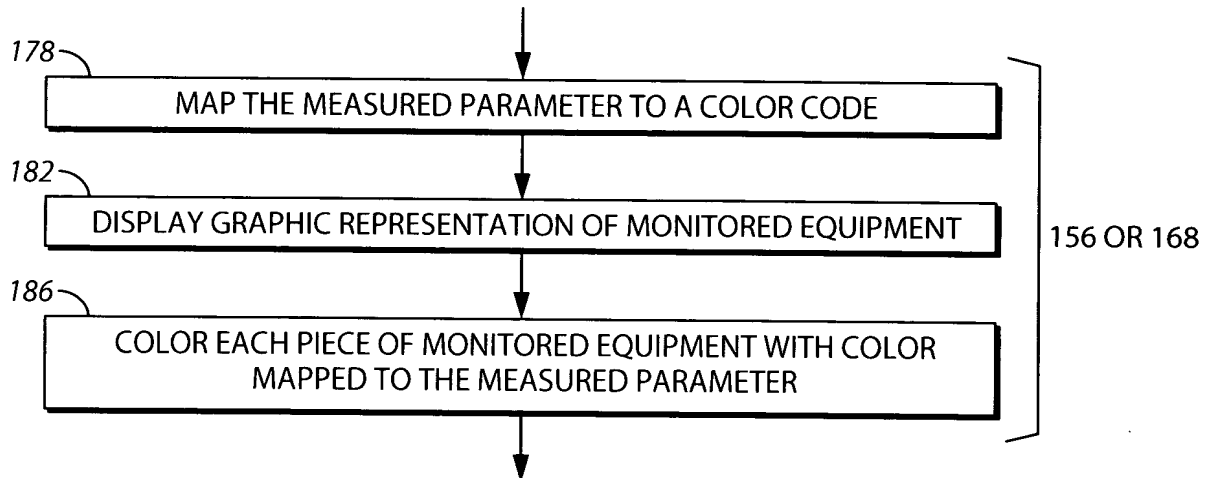 178
MAP THE MEASURED PARAMETER TO A COLOR CODE
182
DISPLAY GRAPHIC REPRESENTATION OF MONITORED EQUIPMENT
156 OR 168
186
COLOR EACH PIECE OF MONITORED EQUIPMENT WITH COLOR
MAPPED TO THE MEASURED PARAMETER